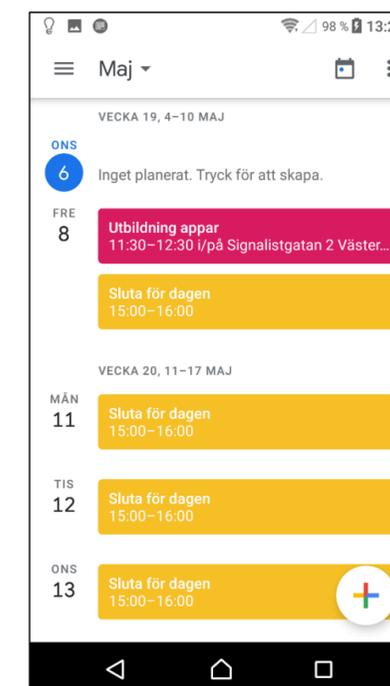 98 % 13:2
Maj
VECKA 19, 4–10 MAJ
ONS
6
Inget planerat. Tryck för att skapa.
FRE
8
Utbildning appar
11:30–12:30 i/på Signalistgatan 2 Väster...
Sluta för dagen
15:00–16:00
VECKA 20, 11–17 MAJ
MÅN
11
Sluta för dagen
15:00–16:00
TIS
12
Sluta för dagen
15:00–16:00
ONS
13
Sluta för dagen
15:00–16:00